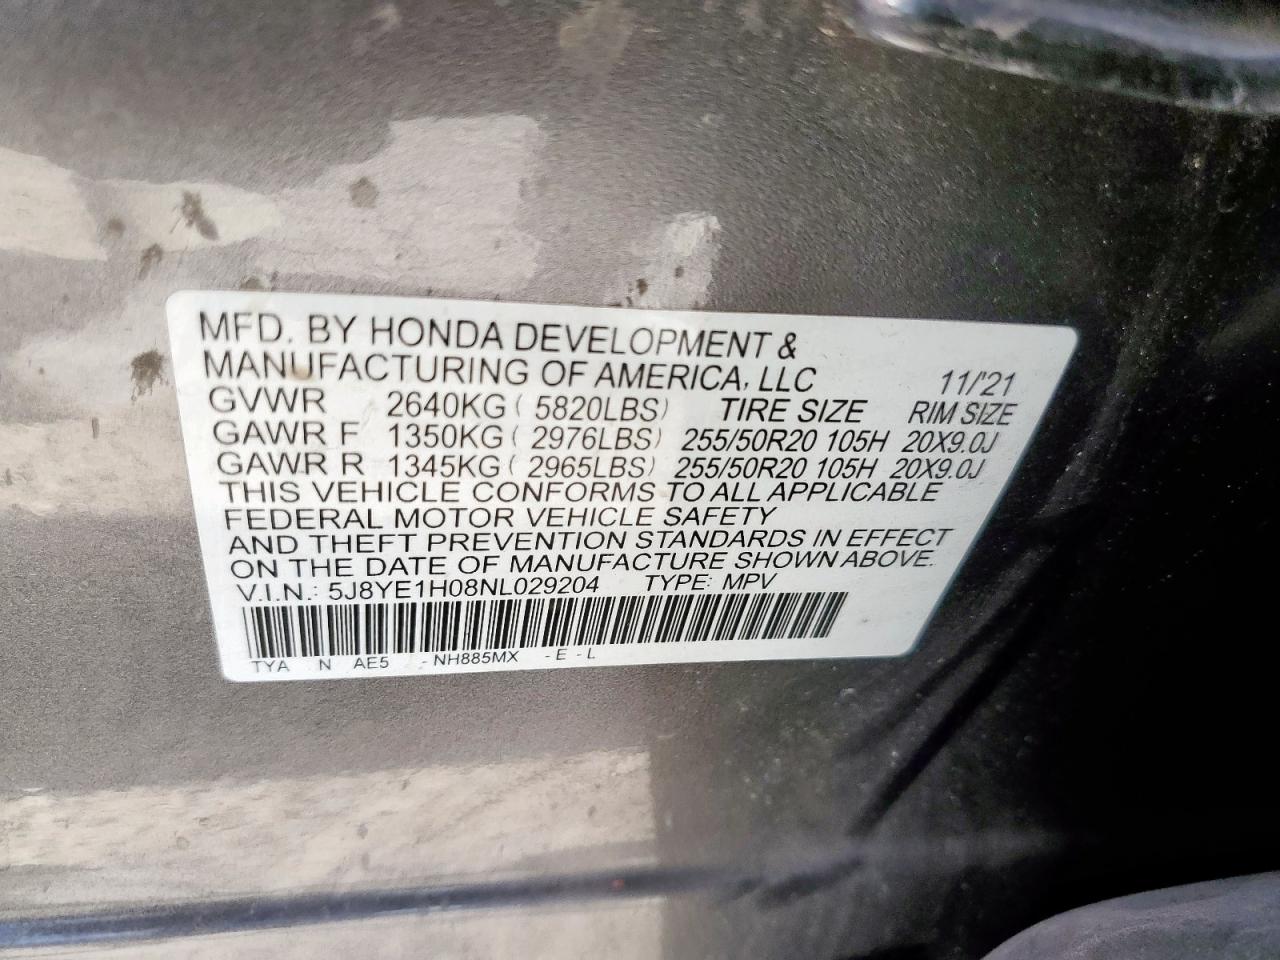 MFD. BY HONDA DEVELOPMENT &
MANUFACTURING OF AMERICA, LLC 11/'21
GVWR 2640KG ( 5820LBS) TIRE SIZE RIM SIZE
GAWR F 1350KG ( 2976LBS) 255/50R20 105H 20X9.0J
GAWR R 1345KG ( 2965LBS) 255/50R20 105H 20X9.0J
THIS VEHICLE CONFORMS TO ALL APPLICABLE
FEDERAL MOTOR VEHICLE SAFETY
AND THEFT PREVENTION STANDARDS IN EFFECT
ON THE DATE OF MANUFACTURE SHOWN ABOVE.
V.I.N.: 5J8YE1H08NL029204 TYPE: MPV
TYA N AE5 -NH885MX -E -L